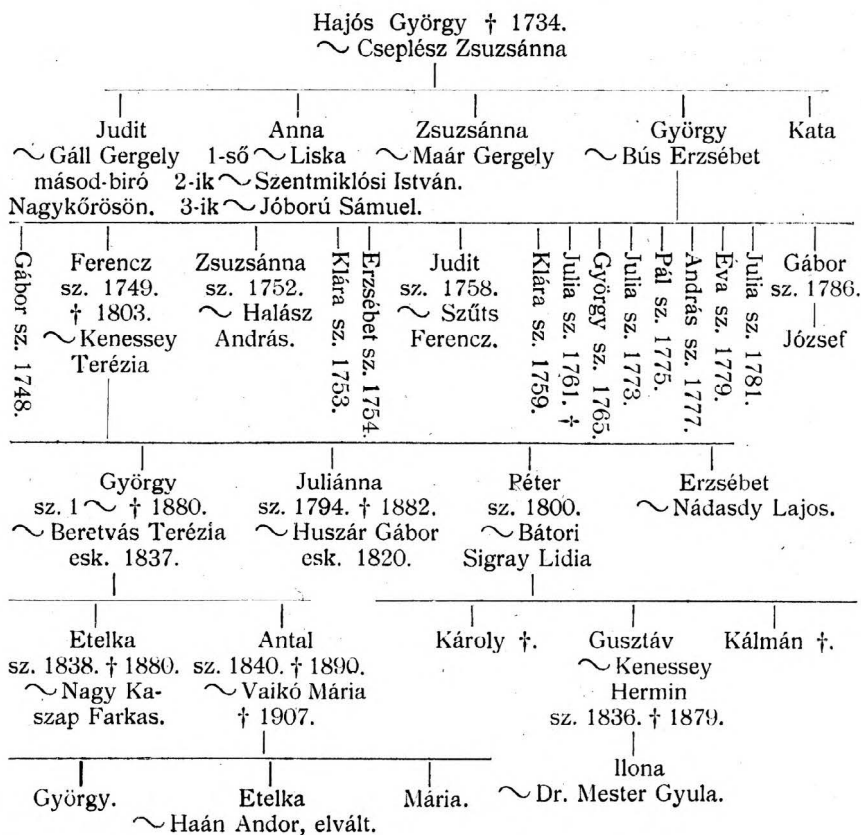 Hajós György † 1734.
~ Cseplész Zsuzsánna
Judit Anna Zsuzsánna György Kata
~ Gáll Gergely 1-ső ~ Liska ~ Maár Gergely ~ Bús Erzsébet
másod-biró 2-ik ~ Szentmiklósi István.
Nagykőrösön. 3-ik ~ Jóború Sámuel.
Gábor sz. 1748.
Ferencz
sz. 1749.
† 1803.
~ Kenessey
Terézia
Zsuzsánna
sz. 1752.
~ Halász
András.
Klára sz. 1753.
Erzsébet sz. 1754.
Judit
sz. 1758.
~ Szűts
Ferencz.
Klára sz. 1759.
Julia sz. 1761. †
György sz. 1765.
Julia sz. 1773.
Pál sz. 1775.
András sz. 1777.
Éva sz. 1779.
Julia sz. 1781.
Gábor
sz. 1786.
József
György Juliánna Péter Erzsébet
sz. 1 ~ † 1880. sz. 1794. † 1882. sz. 1800. ~ Nádasdy Lajos.
~ Beretvás Terézia ~ Huszár Gábor ~ Bátori
esk. 1837. esk. 1820. Sigray Lidia
Etelka Antal Károly †. Gusztáv Kálmán †.
sz. 1838. † 1880. sz. 1840. † 1890. ~ Kenessey
~ Nagy Ka- ~ Vaikó Mária Hermin
szap Farkas. † 1907. sz. 1836. † 1879.
György. Etelka Mária. Ilona
~ Haán Andor, elvált. ~ Dr. Mester Gyula.